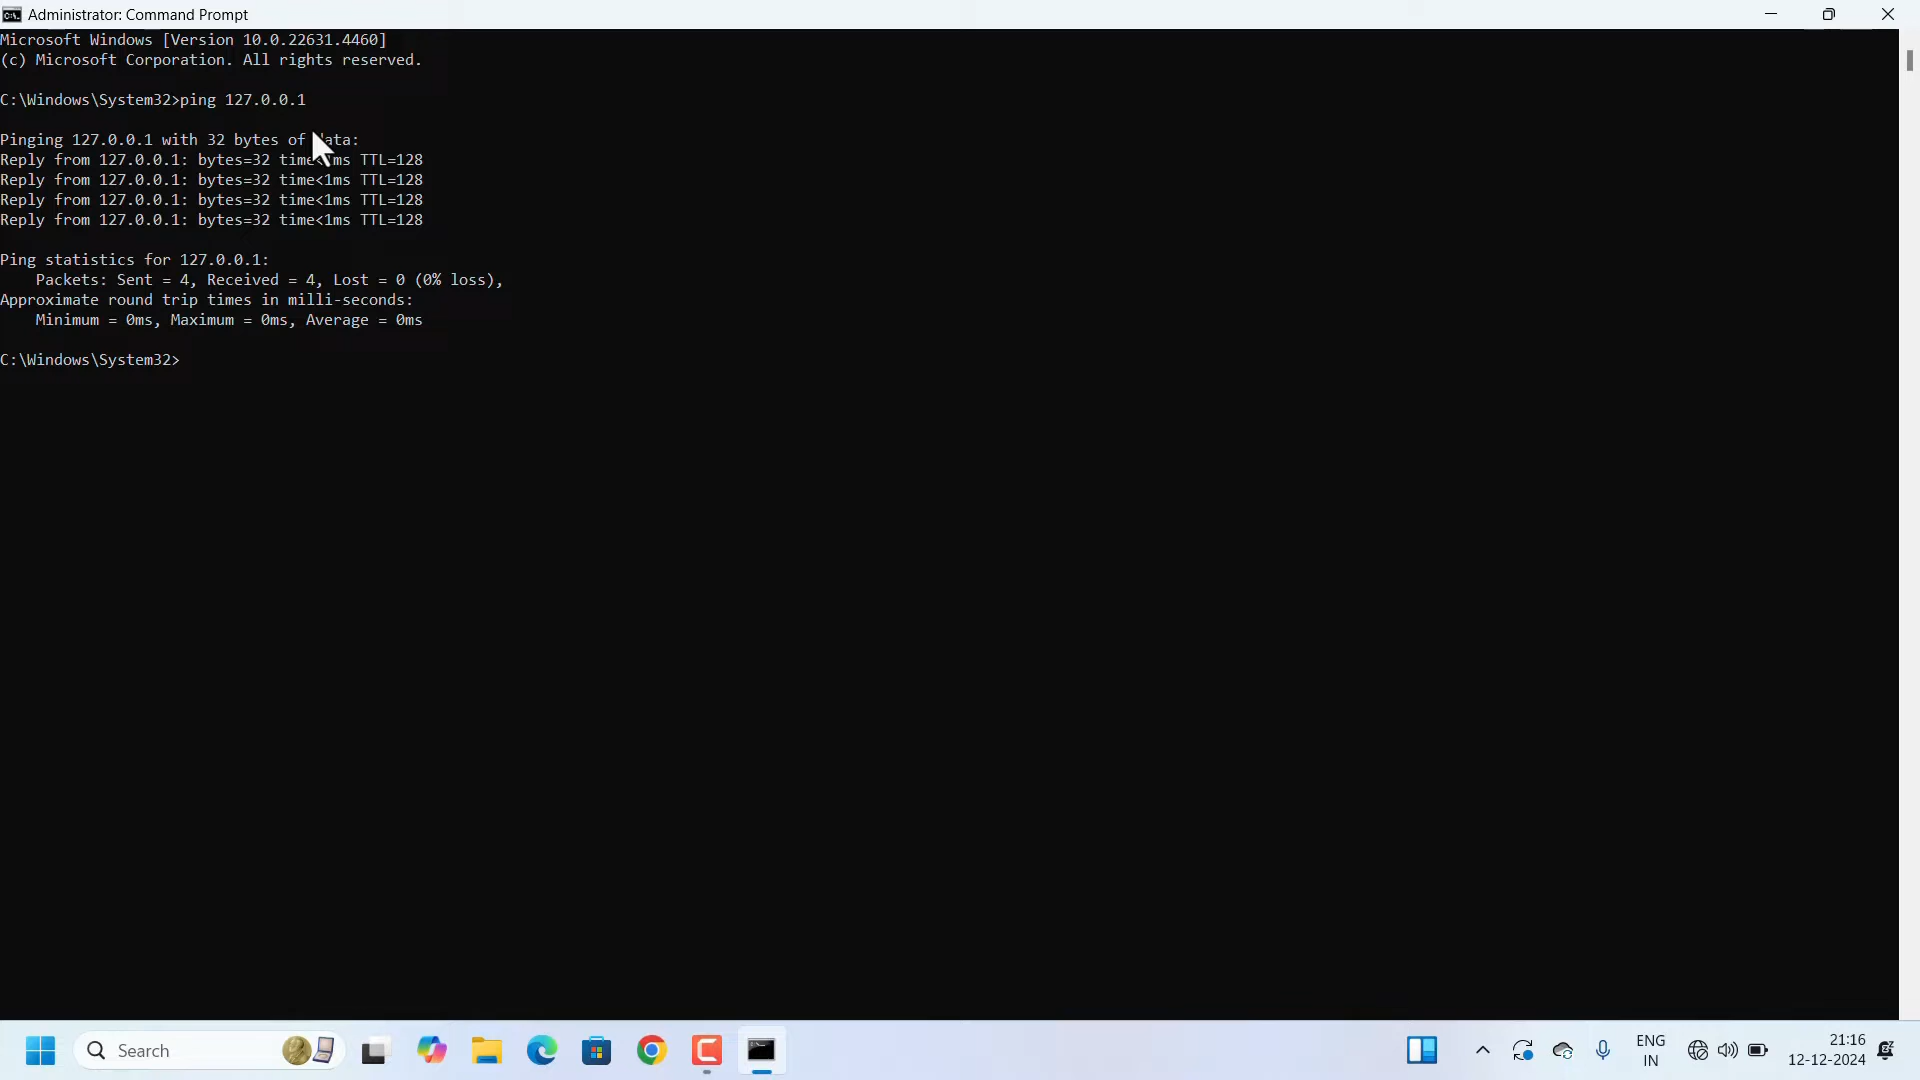 Administrator: Command Prompt
Microsoft Windows [Version 10.0.22631.4460]
(c) Microsoft Corporation. All rights reserved.
C:\Windows\System32>ping 127.0.0.1
Pinging 127.0.0.1 with 32 bytes of data:
Reply from 127.0.0.1: bytes=32 time<1ms TTL=128
Reply from 127.0.0.1: bytes=32 time<1ms TTL=128
Reply from 127.0.0.1: bytes=32 time<1ms TTL=128
Reply from 127.0.0.1: bytes=32 time<1ms TTL=128
Ping statistics for 127.0.0.1:
    Packets: Sent = 4, Received = 4, Lost = 0 (0% loss),
Approximate round trip times in milli-seconds:
    Minimum = 0ms, Maximum = 0ms, Average = 0ms
C:\Windows\System32>
Search
ENG
IN
21:16
12-12-2024